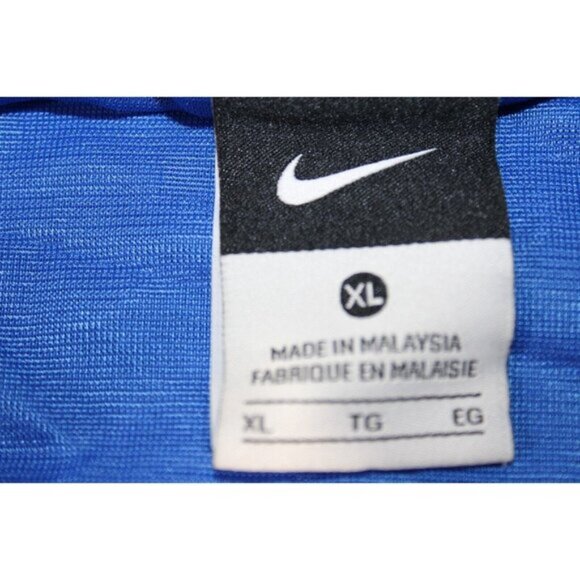 XL
MADE IN MALAYSIA
FABRIQUE EN MALAISIE
XL TG EG